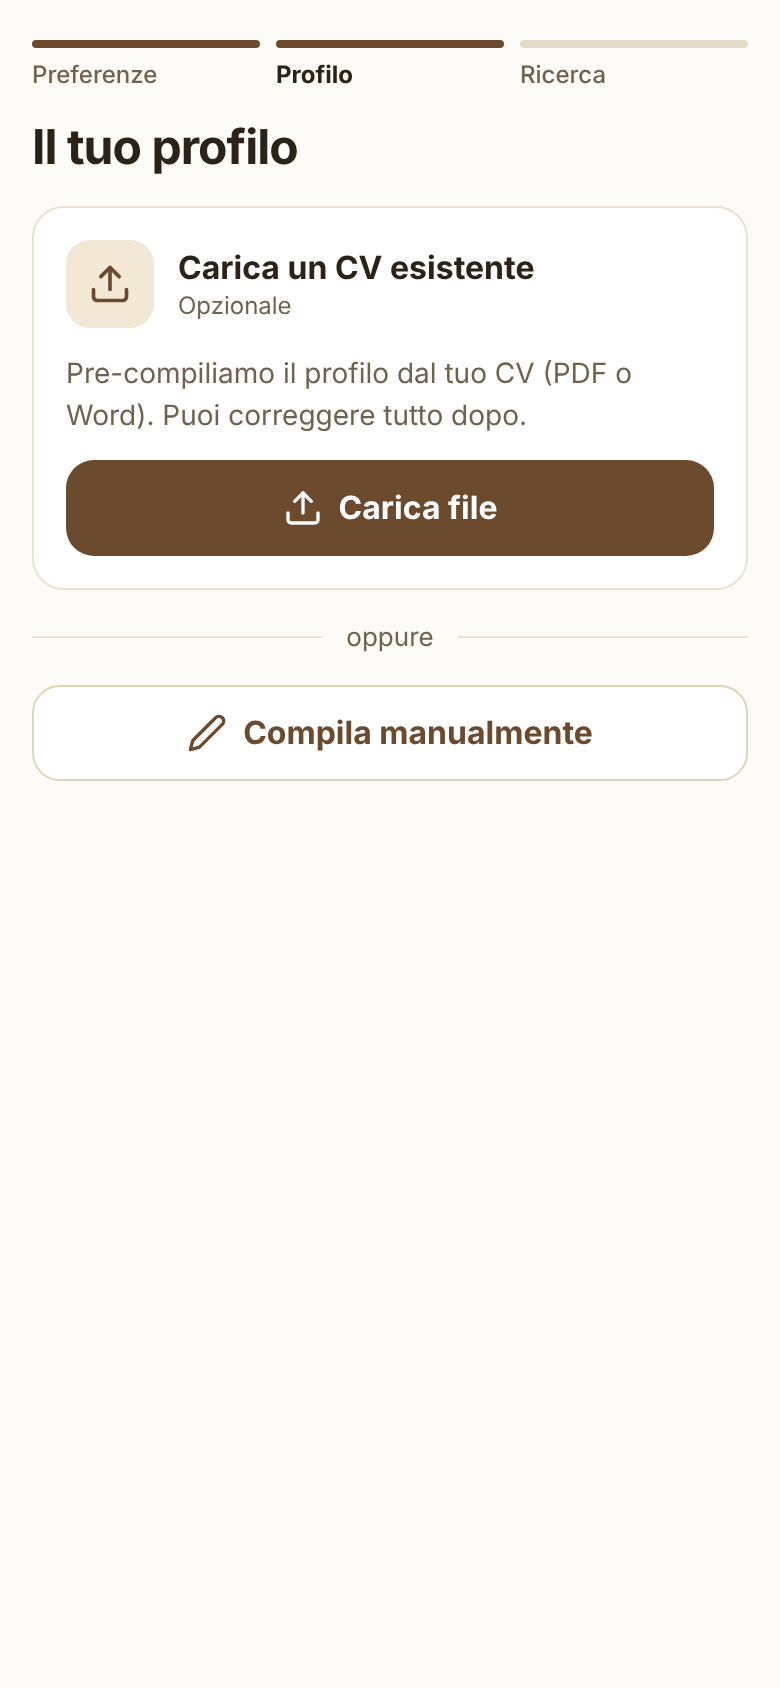 Preferenze
Profilo
Ricerca
Il tuo profilo
Carica un CV esistente
Opzionale
Pre-compiliamo il profilo dal tuo CV (PDF o
Word). Puoi correggere tutto dopo.
Carica file
oppure
Compila manualmente